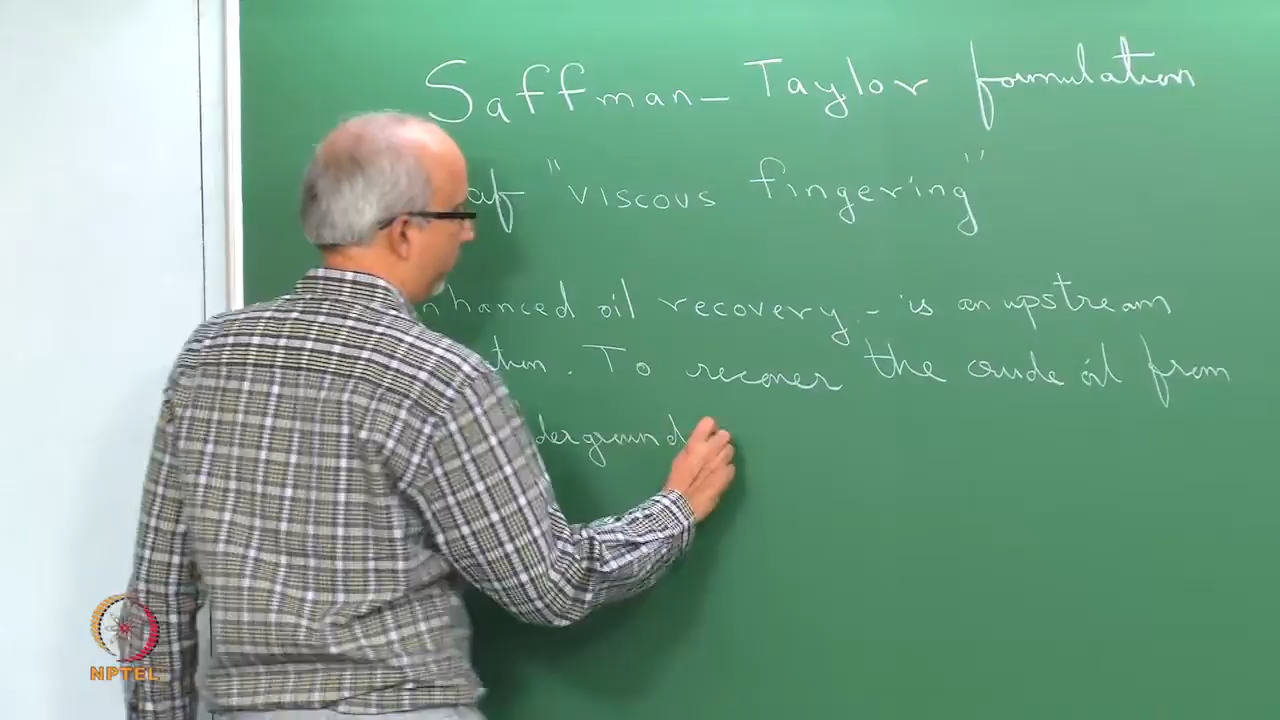 Saffman - Taylor formulation
of "viscous fingering"
nhanced oil recovery - is an upstream
ation. To recover the crude oil from
derground
NPTEL